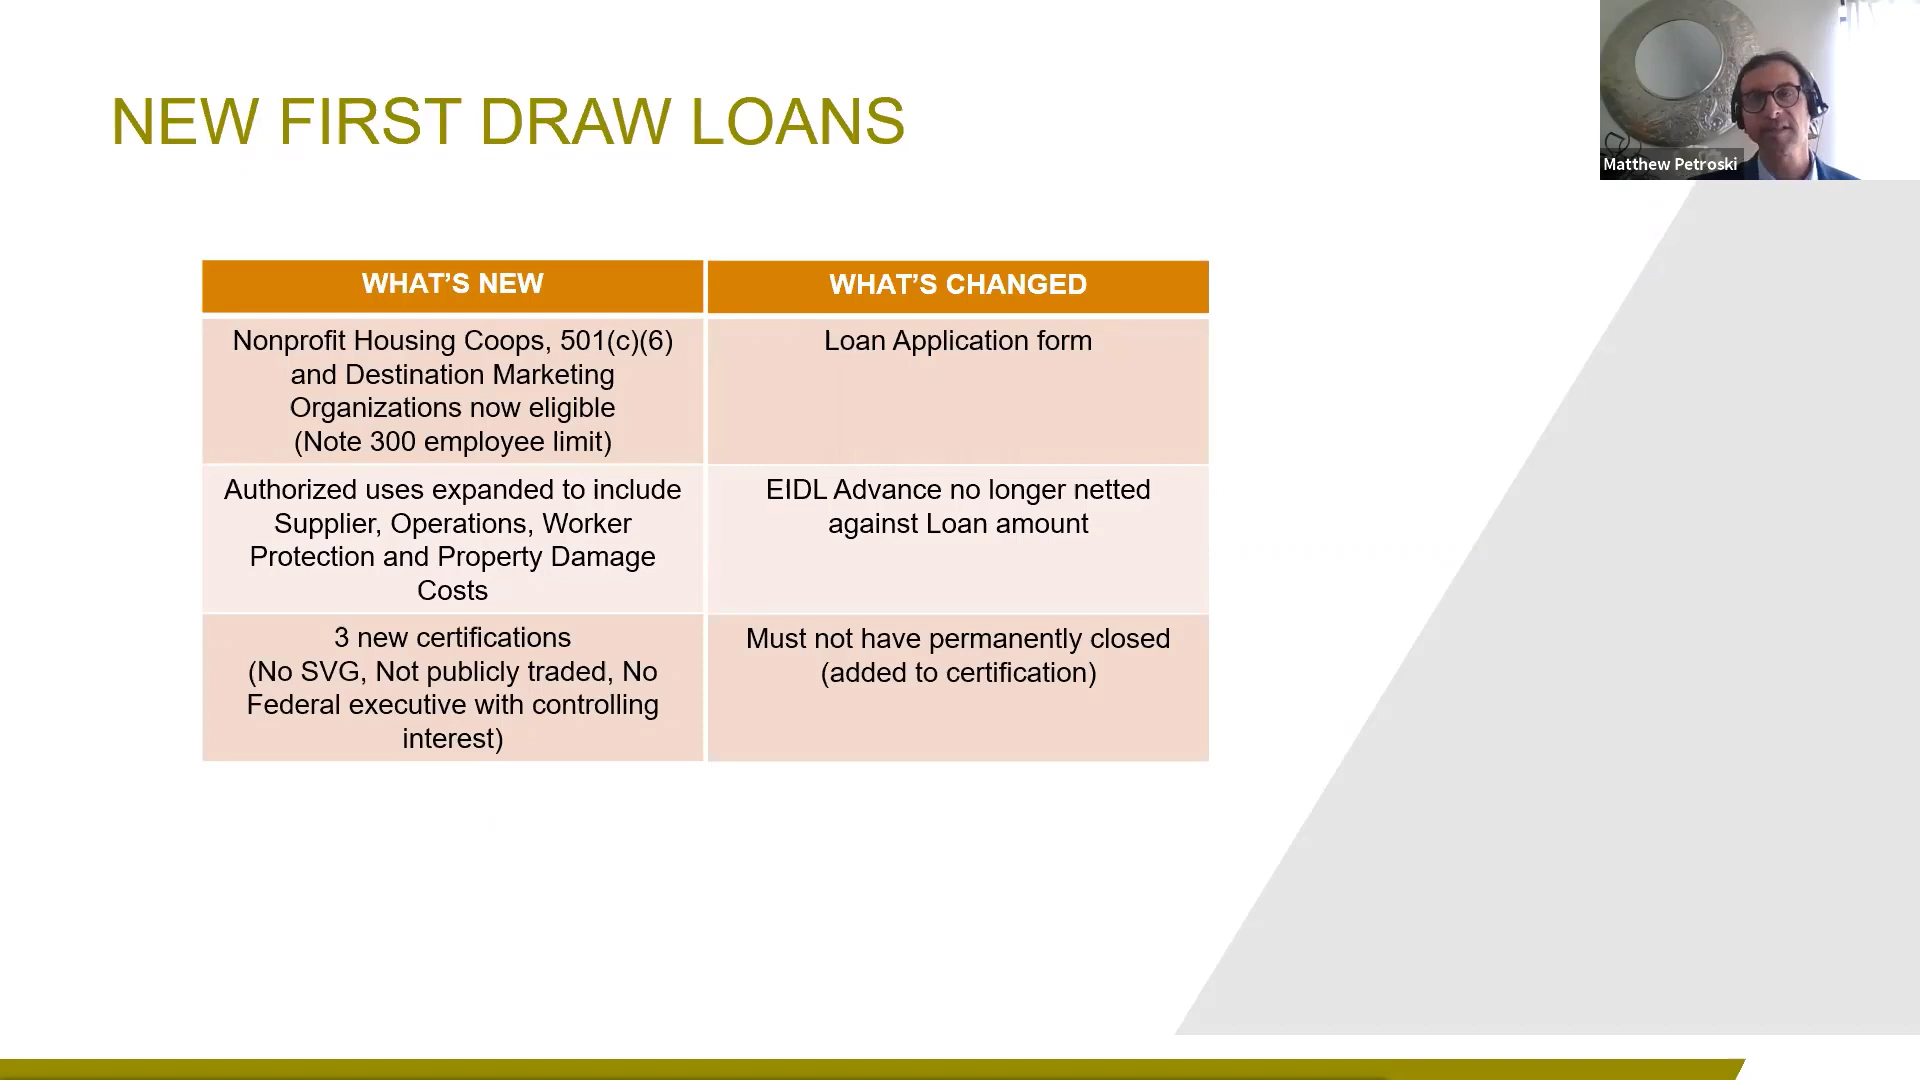 NEW FIRST DRAW LOANS
Matthew Petroski
WHAT’S NEW
WHAT’S CHANGED
Nonprofit Housing Coops, 501(c)(6)
and Destination Marketing
Organizations now eligible
(Note 300 employee limit)
Loan Application form
Authorized uses expanded to include
Supplier, Operations, Worker
Protection and Property Damage
Costs
EIDL Advance no longer netted
against Loan amount
3 new certifications
(No SVG, Not publicly traded, No
Federal executive with controlling
interest)
Must not have permanently closed
(added to certification)